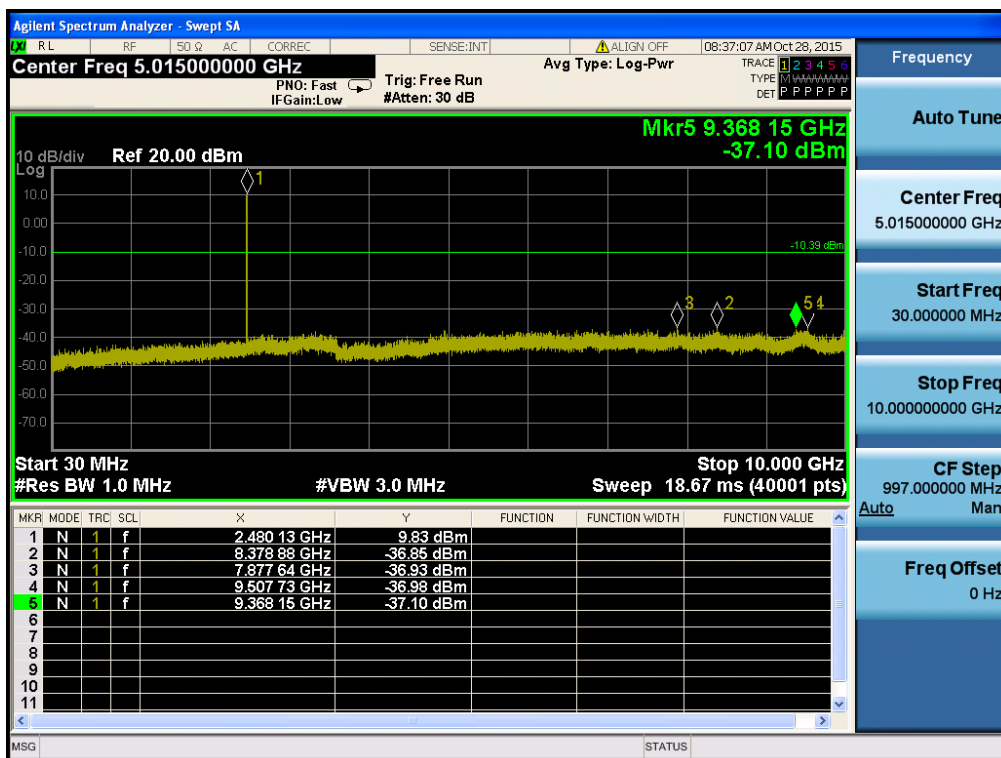 Agilent Spectrum Analyzer - Swept SA
LXI RL RF 50 Ω AC CORREC SENSE:INT ALIGN OFF 08:37:07 AM Oct 28, 2015
Center Freq 5.015000000 GHz
PNO: Fast
IFGain:Low
Trig: Free Run
#Atten: 30 dB
Avg Type: Log-Pwr
TRACE 1 2 3 4 5 6
TYPE M WWWWW
DET P P P P P P
Mkr5 9.368 15 GHz
-37.10 dBm
10 dB/div Ref 20.00 dBm
Log
10.0
0.00
-10.0
-20.0
-30.0
-40.0
-50.0
-60.0
-70.0
1
-10.39 dBm
3
2
5
4
Start 30 MHz Stop 10.000 GHz
#Res BW 1.0 MHz #VBW 3.0 MHz Sweep 18.67 ms (40001 pts)
MKR MODE TRC SCL X Y FUNCTION FUNCTION WIDTH FUNCTION VALUE
1 N 1 f 2.480 13 GHz 9.83 dBm
2 N 1 f 8.378 88 GHz -36.85 dBm
3 N 1 f 7.877 64 GHz -36.93 dBm
4 N 1 f 9.507 73 GHz -36.98 dBm
5 N 1 f 9.368 15 GHz -37.10 dBm
6
7
8
9
10
11
MSG STATUS
Frequency
Auto Tune
Center Freq
5.015000000 GHz
Start Freq
30.000000 MHz
Stop Freq
10.000000000 GHz
CF Step
997.000000 MHz
Auto Man
Freq Offset
0 Hz